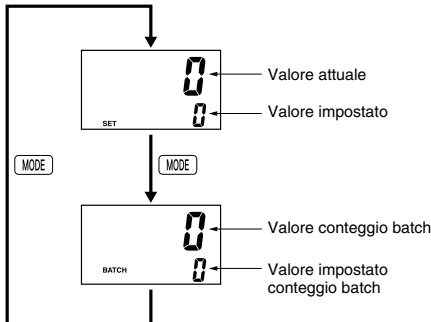 0
Valore attuale
0
Valore impostato
SET
MODE
MODE
0
Valore conteggio batch
0
Valore impostato
conteggio batch
BATCH